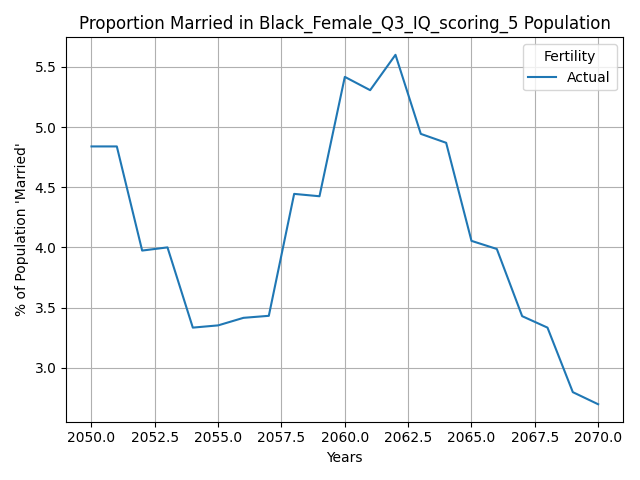 Proportion Married in Black_Female_Q3_IQ_scoring_5 Population
Fertility
Actual
% of Population 'Married'
5.5
5.0
4.5
4.0
3.5
3.0
2050.0 2052.5 2055.0 2057.5 2060.0 2062.5 2065.0 2067.5 2070.0
Years